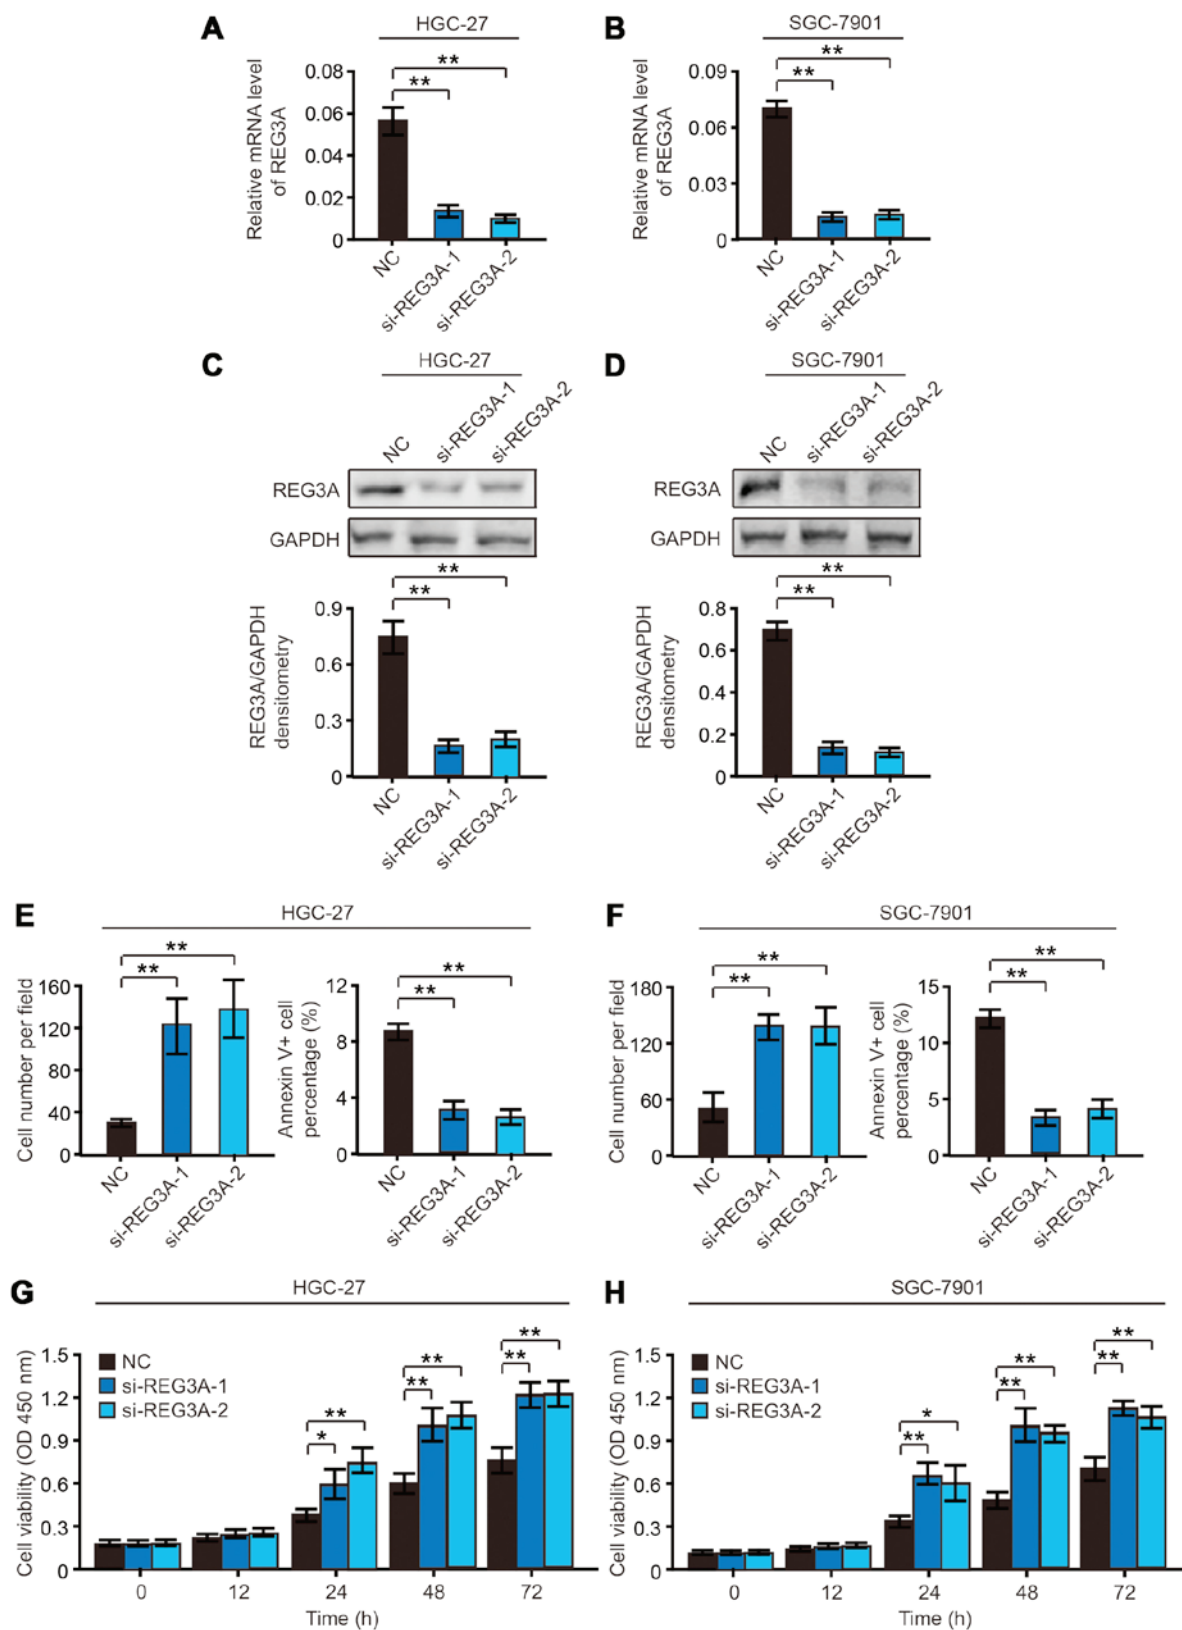 A
HGC-27
**
**
Relative mRNA level
of REG3A
0.08
0.06
0.04
0.02
0
NC
si-REG3A-1
si-REG3A-2
B
SGC-7901
**
**
Relative mRNA level
of REG3A
0.09
0.06
0.03
0
NC
si-REG3A-1
si-REG3A-2
C
HGC-27
NC
si-REG3A-1
si-REG3A-2
REG3A
GAPDH
**
**
REG3A/GAPDH
densitometry
0.9
0.6
0.3
0
NC
si-REG3A-1
si-REG3A-2
D
SGC-7901
NC
si-REG3A-1
si-REG3A-2
REG3A
GAPDH
**
**
REG3A/GAPDH
densitometry
0.8
0.6
0.4
0.2
0
NC
si-REG3A-1
si-REG3A-2
E
HGC-27
**
**
Cell number per field
160
120
80
40
0
NC
si-REG3A-1
si-REG3A-2
**
**
Annexin V+ cell
percentage (%)
12
8
4
0
NC
si-REG3A-1
si-REG3A-2
F
SGC-7901
**
**
Cell number per field
180
120
60
0
NC
si-REG3A-1
si-REG3A-2
**
**
Annexin V+ cell
percentage (%)
15
10
5
0
NC
si-REG3A-1
si-REG3A-2
G
HGC-27
Cell viability (OD 450 nm)
1.5
1.2
0.9
0.6
0.3
0
NC
si-REG3A-1
si-REG3A-2
**
*
**
**
**
**
0
12
24
48
72
Time (h)
H
SGC-7901
Cell viability (OD 450 nm)
1.5
1.2
0.9
0.6
0.3
0
NC
si-REG3A-1
si-REG3A-2
*
**
**
**
**
**
0
12
24
48
72
Time (h)